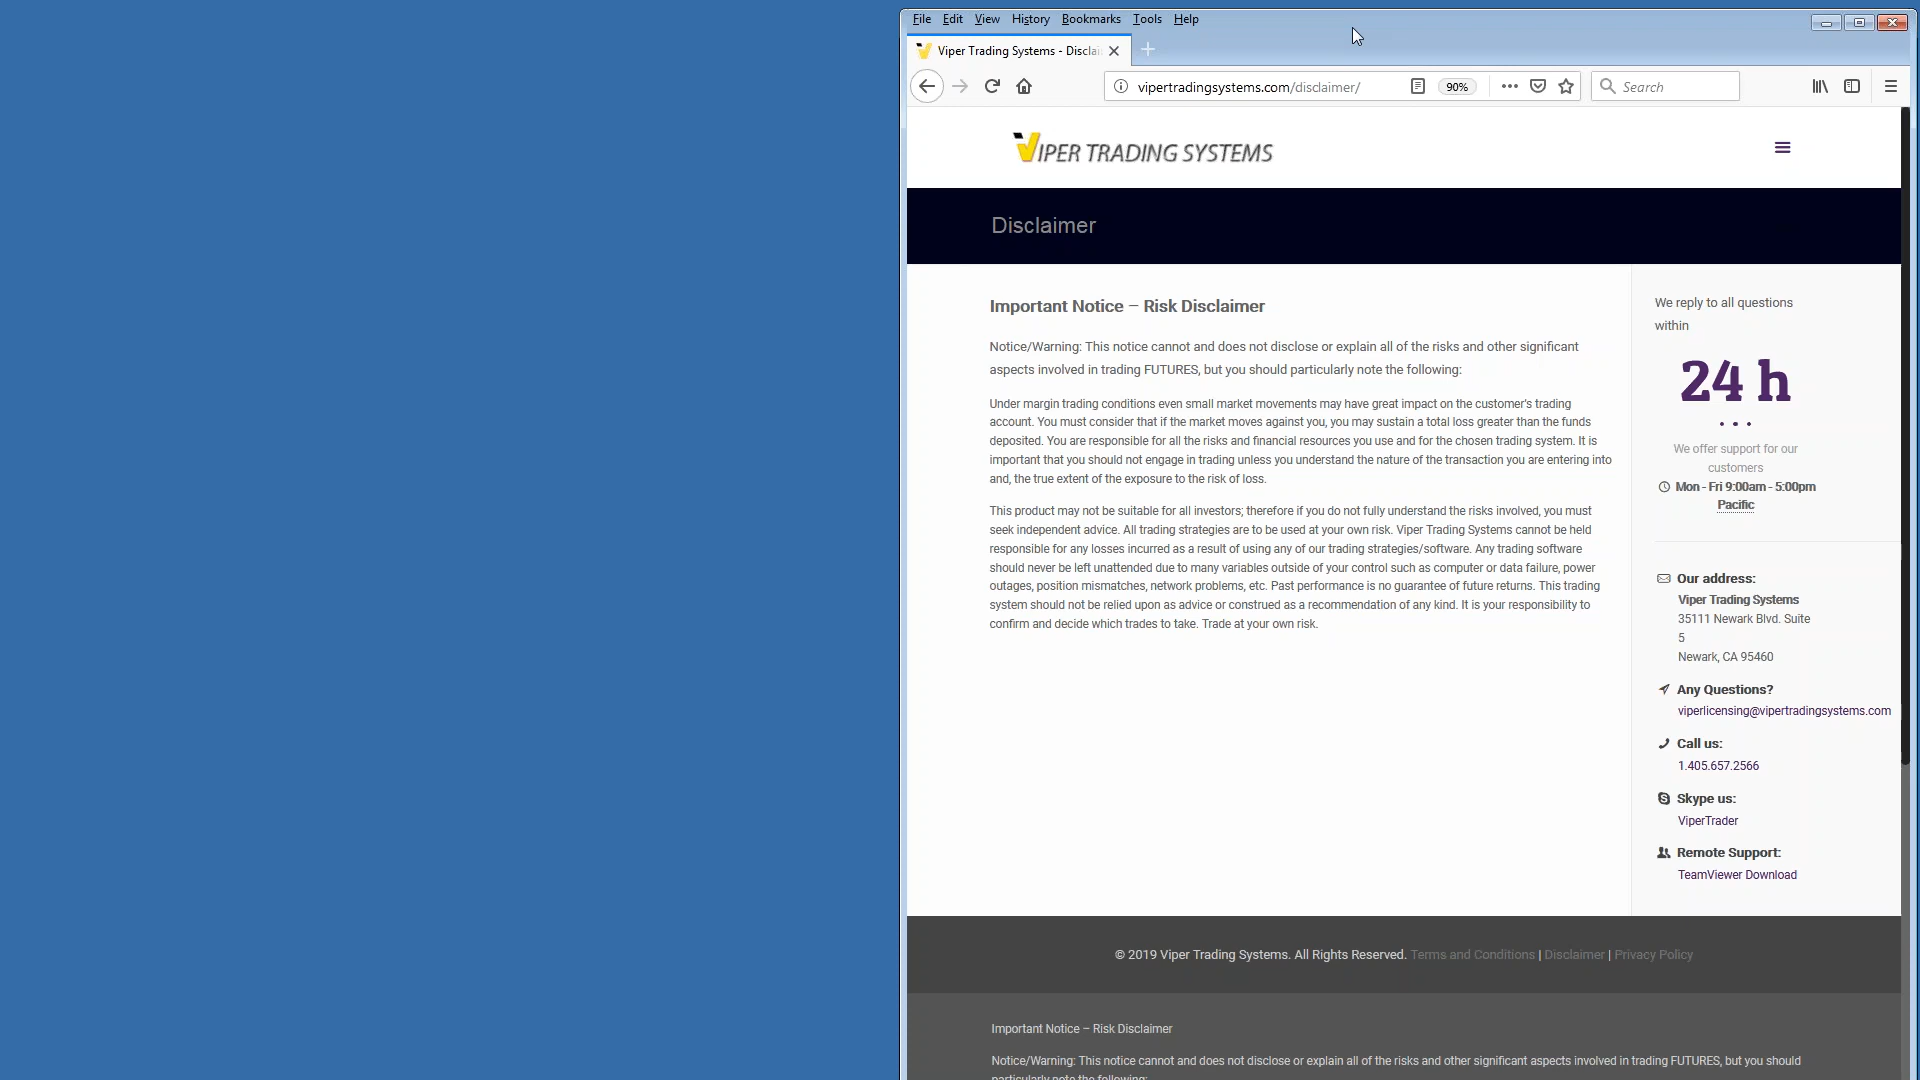 File Edit View History Bookmarks Tools Help
Viper Trading Systems - Disclai
vipertradingsystems.com/disclaimer/
90%
Search
VIPER TRADING SYSTEMS
Disclaimer
Important Notice – Risk Disclaimer
Notice/Warning: This notice cannot and does not disclose or explain all of the risks and other significant
aspects involved in trading FUTURES, but you should particularly note the following:
Under margin trading conditions even small market movements may have great impact on the customer's trading
account. You must consider that if the market moves against you, you may sustain a total loss greater than the funds
deposited. You are responsible for all the risks and financial resources you use and for the chosen trading system. It is
important that you should not engage in trading unless you understand the nature of the transaction you are entering into
and, the true extent of the exposure to the risk of loss.
This product may not be suitable for all investors; therefore if you do not fully understand the risks involved, you must
seek independent advice. All trading strategies are to be used at your own risk. Viper Trading Systems cannot be held
responsible for any losses incurred as a result of using any of our trading strategies/software. Any trading software
should never be left unattended due to many variables outside of your control such as computer or data failure, power
outages, position mismatches, network problems, etc. Past performance is no guarantee of future returns. This trading
system should not be relied upon as advice or construed as a recommendation of any kind. It is your responsibility to
confirm and decide which trades to take. Trade at your own risk.
We reply to all questions
within
24 h
We offer support for our
customers
Mon - Fri 9:00am - 5:00pm
Pacific
Our address:
Viper Trading Systems
35111 Newark Blvd. Suite
5
Newark, CA 95460
Any Questions?
viperlicensing@vipertradingsystems.com
Call us:
1.405.657.2566
Skype us:
ViperTrader
Remote Support:
TeamViewer Download
© 2019 Viper Trading Systems. All Rights Reserved. Terms and Conditions | Disclaimer | Privacy Policy
Important Notice – Risk Disclaimer
Notice/Warning: This notice cannot and does not disclose or explain all of the risks and other significant aspects involved in trading FUTURES, but you should
particularly note the following: